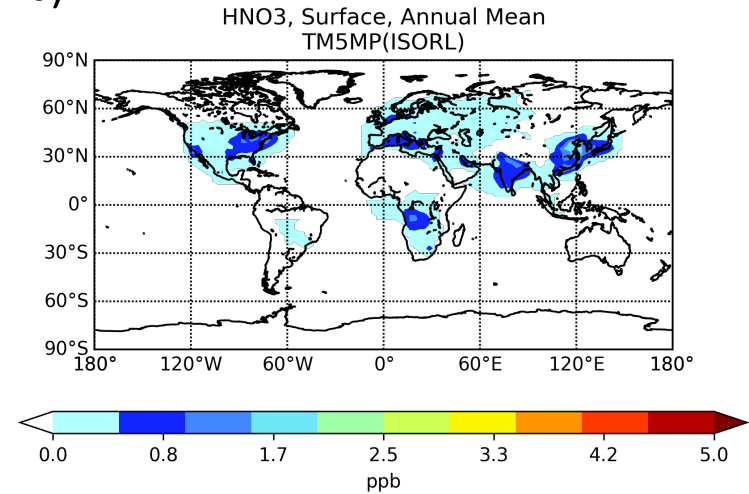 HNO3, Surface, Annual Mean
TM5MP(ISORL)
90°N
60°N
30°N
0°
30°S
60°S
90°S
180° 120°W 60°W 0° 60°E 120°E 180°
0.0 0.8 1.7 2.5 3.3 4.2 5.0
ppb